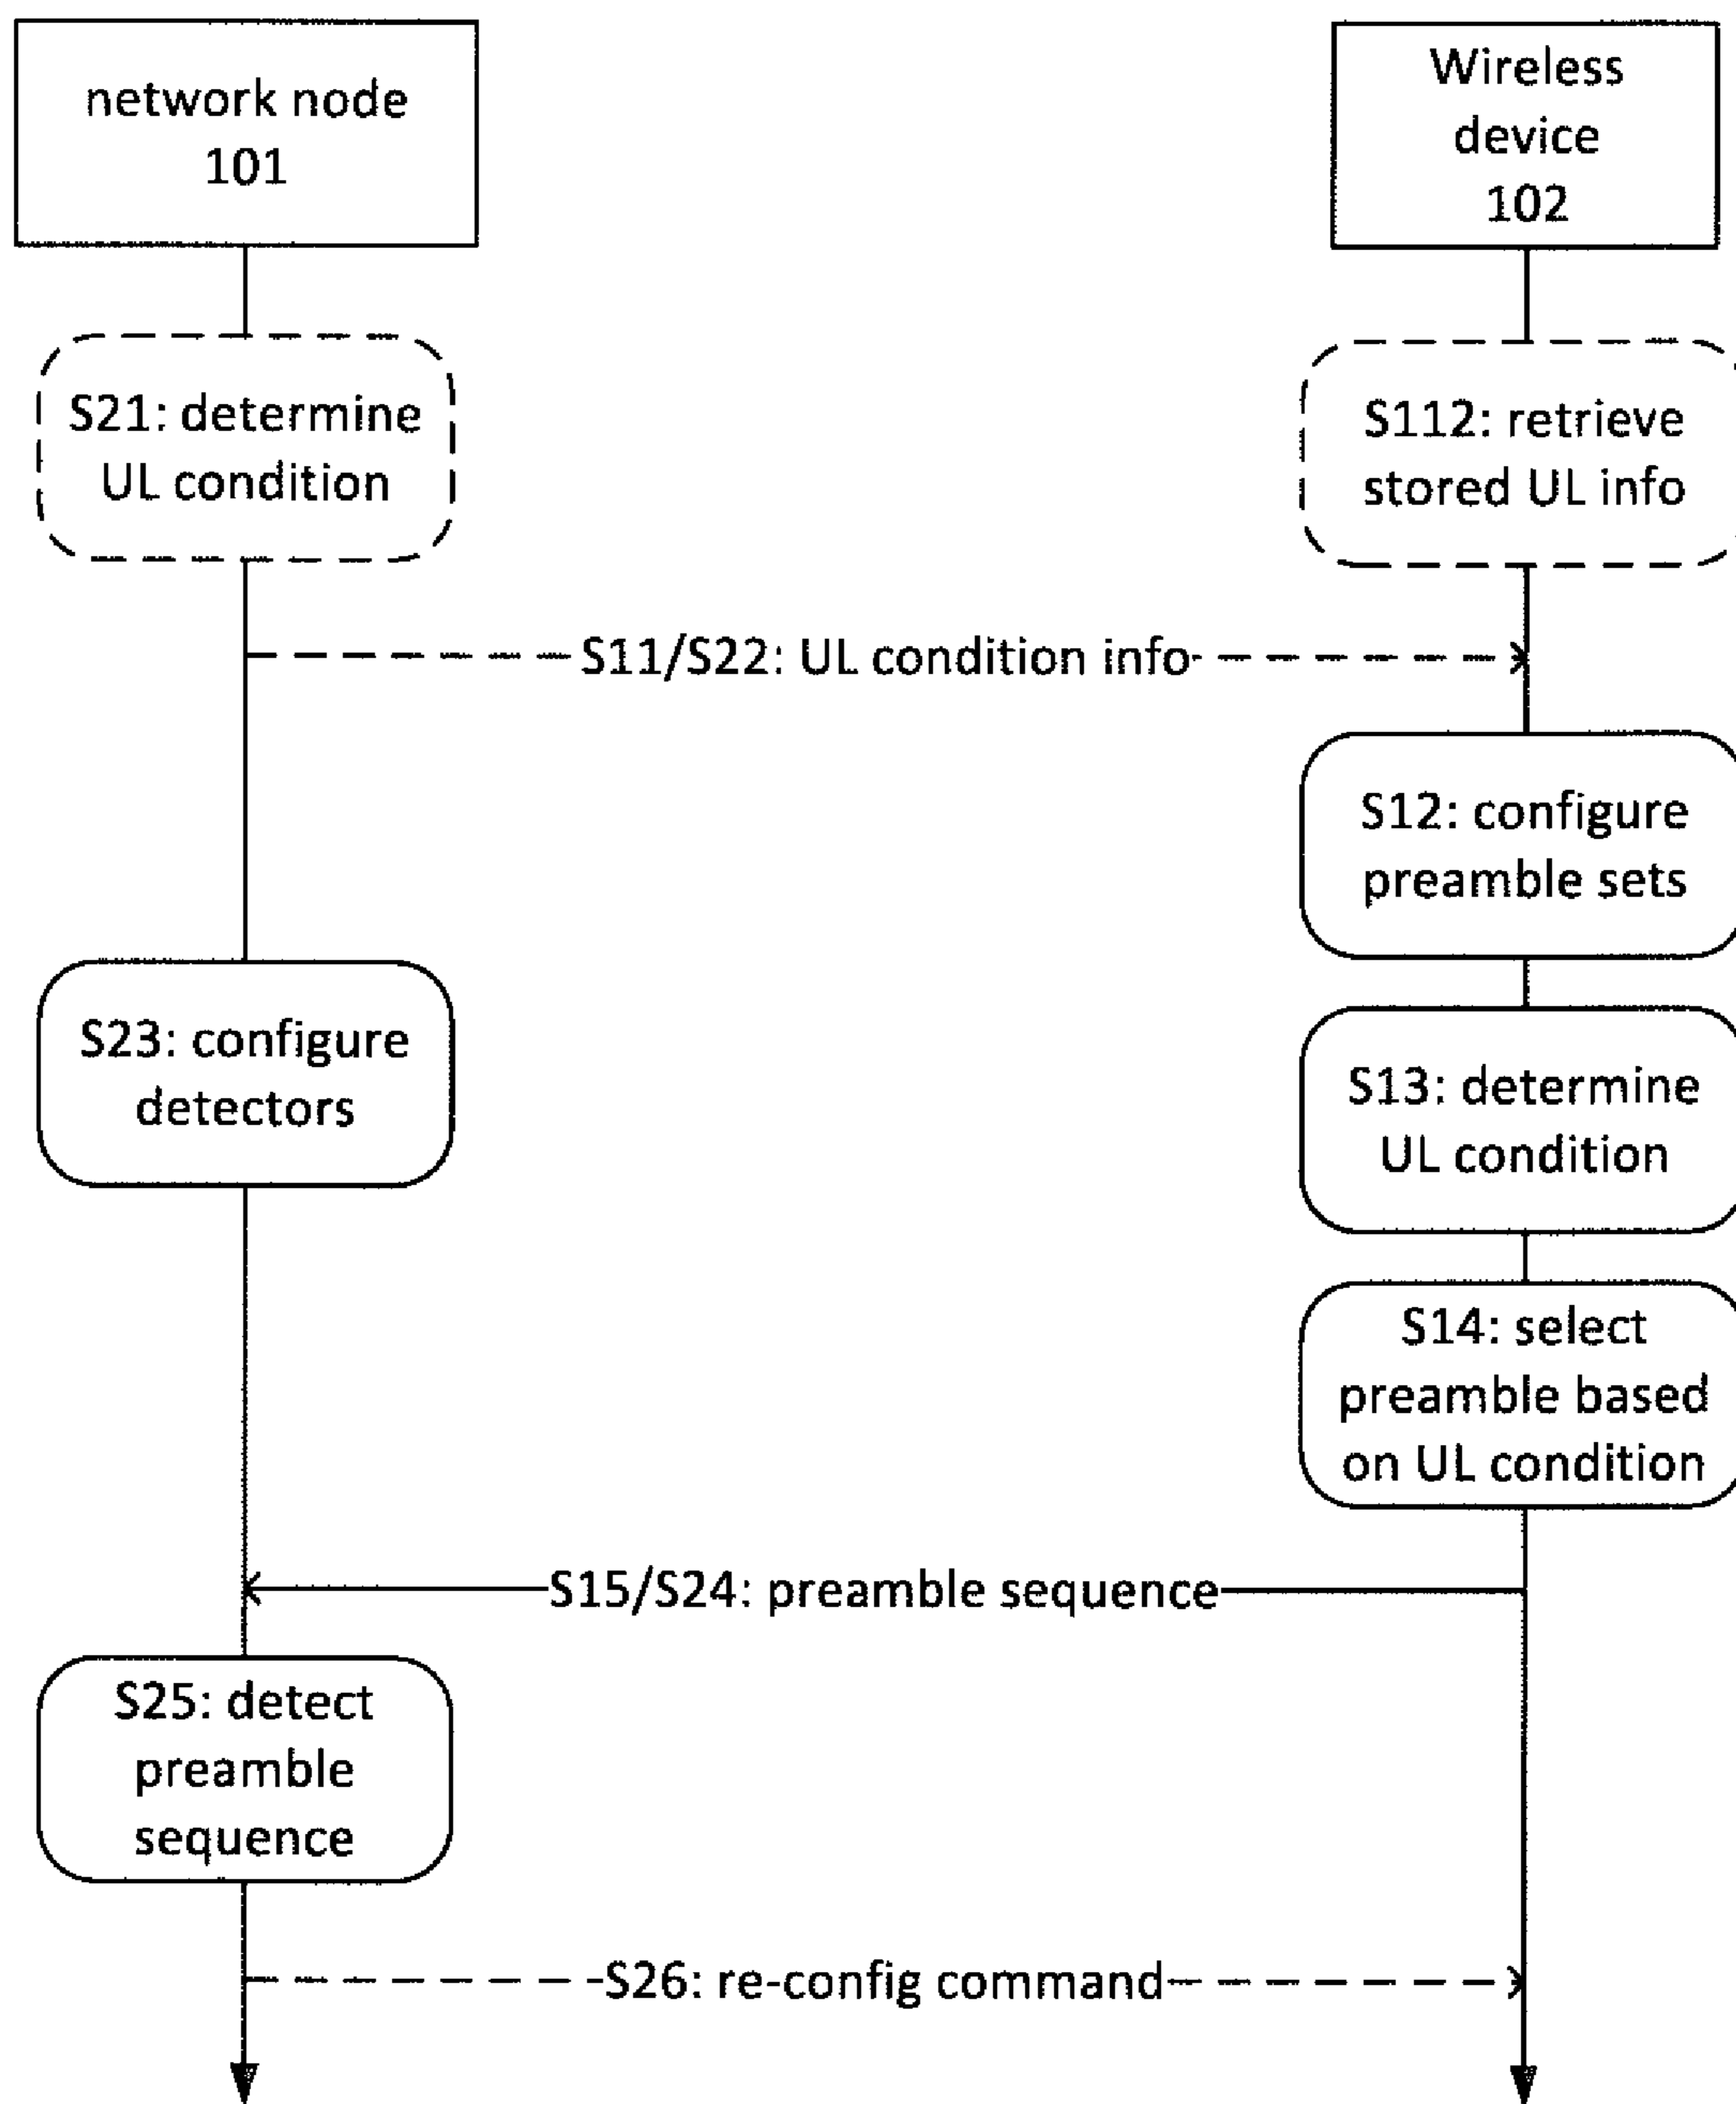 network node
101
Wireless
device
102
S21: determine
UL condition
S112: retrieve
stored UL info
S11/S22: UL condition info
S12: configure
preamble sets
S23: configure
detectors
S13: determine
UL condition
S14: select
preamble based
on UL condition
S15/S24: preamble sequence
S25: detect
preamble
sequence
S26: re-config command